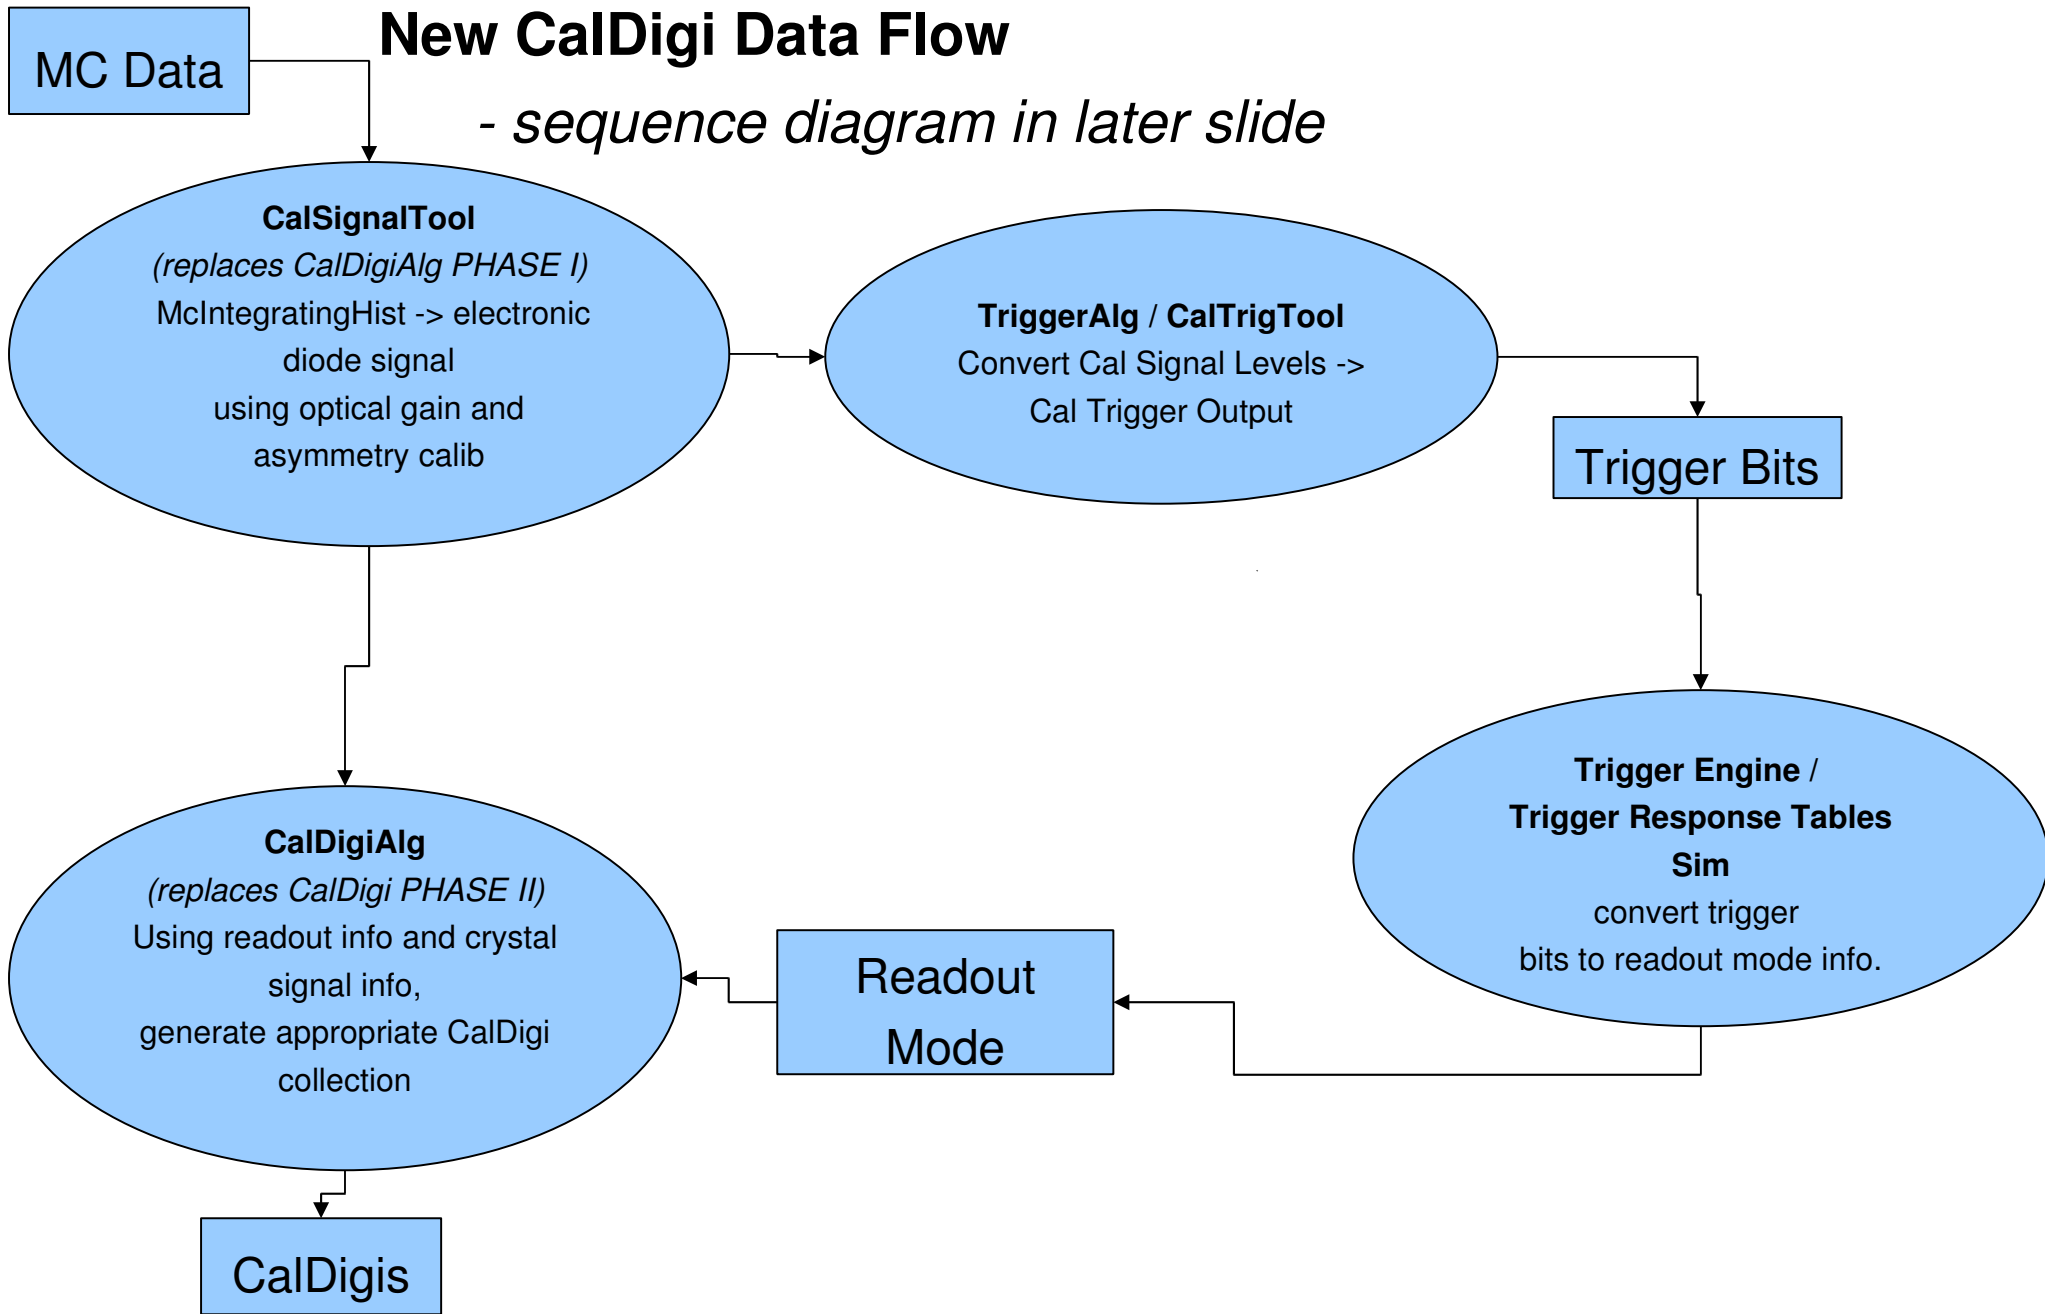 New CalDigi Data Flow
- sequence diagram in later slide
MC Data
CalSignalTool
(replaces CalDigiAlg PHASE I)
McIntegratingHist -> electronic
diode signal
using optical gain and
asymmetry calib
TriggerAlg / CalTrigTool
Convert Cal Signal Levels ->
Cal Trigger Output
Trigger Bits
Trigger Engine /
Trigger Response Tables
Sim
convert trigger
bits to readout mode info.
Readout
Mode
CalDigiAlg
(replaces CalDigi PHASE II)
Using readout info and crystal
signal info,
generate appropriate CalDigi
collection
CalDigis